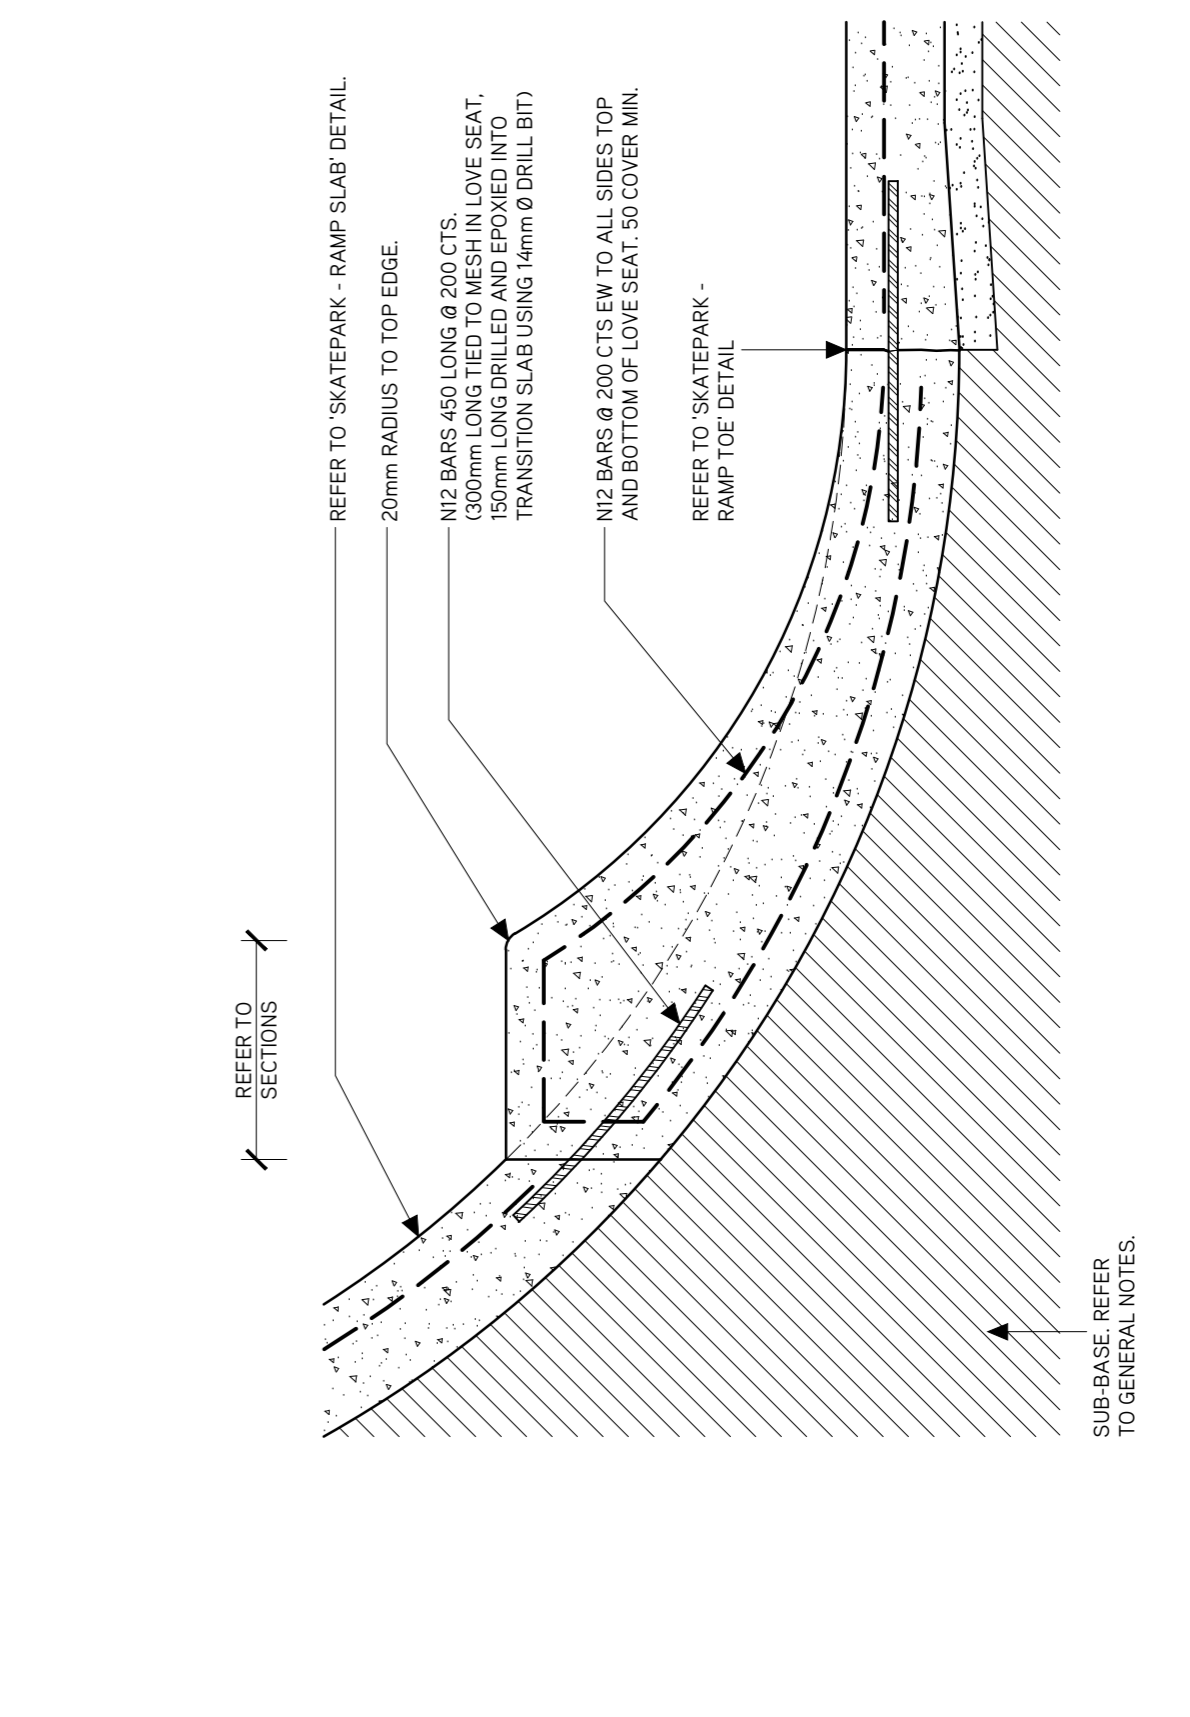 REFER TO
SECTIONS
REFER TO 'SKATEPARK - RAMP SLAB' DETAIL.
20mm RADIUS TO TOP EDGE.
N12 BARS 450 LONG @ 200 CTS.
(300mm LONG TIED TO MESH IN LOVE SEAT,
150mm LONG DRILLED AND EPOXIED INTO
TRANSITION SLAB USING 14mm Ø DRILL BIT)
N12 BARS @ 200 CTS EW TO ALL SIDES TOP
AND BOTTOM OF LOVE SEAT. 50 COVER MIN.
REFER TO 'SKATEPARK -
RAMP TOE' DETAIL
SUB-BASE. REFER
TO GENERAL NOTES.